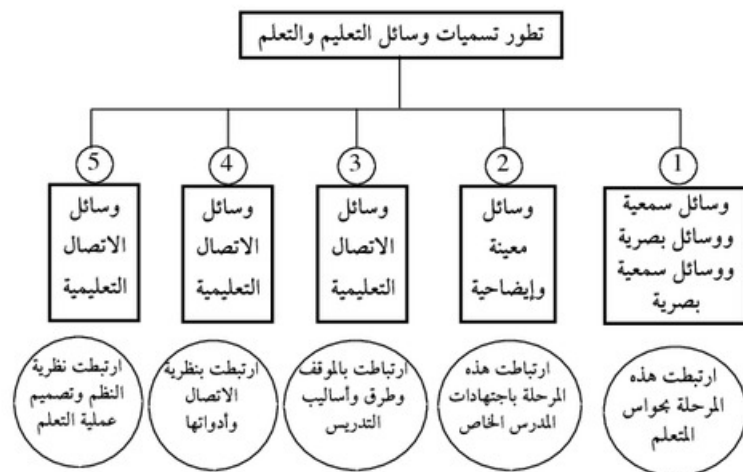 تطور تسميات وسائل التعليم والتعلم
1
وسائل سمعية
ووسائل بصرية
ووسائل سمعية
بصرية
ارتبطت هذه
المرحلة بحواس
المتعلم
2
وسائل
معينة
وإيضاحية
ارتباطت هذه
المرحلة باجتهادات
المدرس الخاص
3
وسائل
الاتصال
التعليمية
ارتباطت بالموقف
وطرق وأساليب
التدريس
4
وسائل
الاتصال
التعليمية
ارتبطت بنظرية
الاتصال
وأدواتها
5
وسائل
الاتصال
التعليمية
ارتبطت نظرية
النظم وتصميم
عملية التعلم